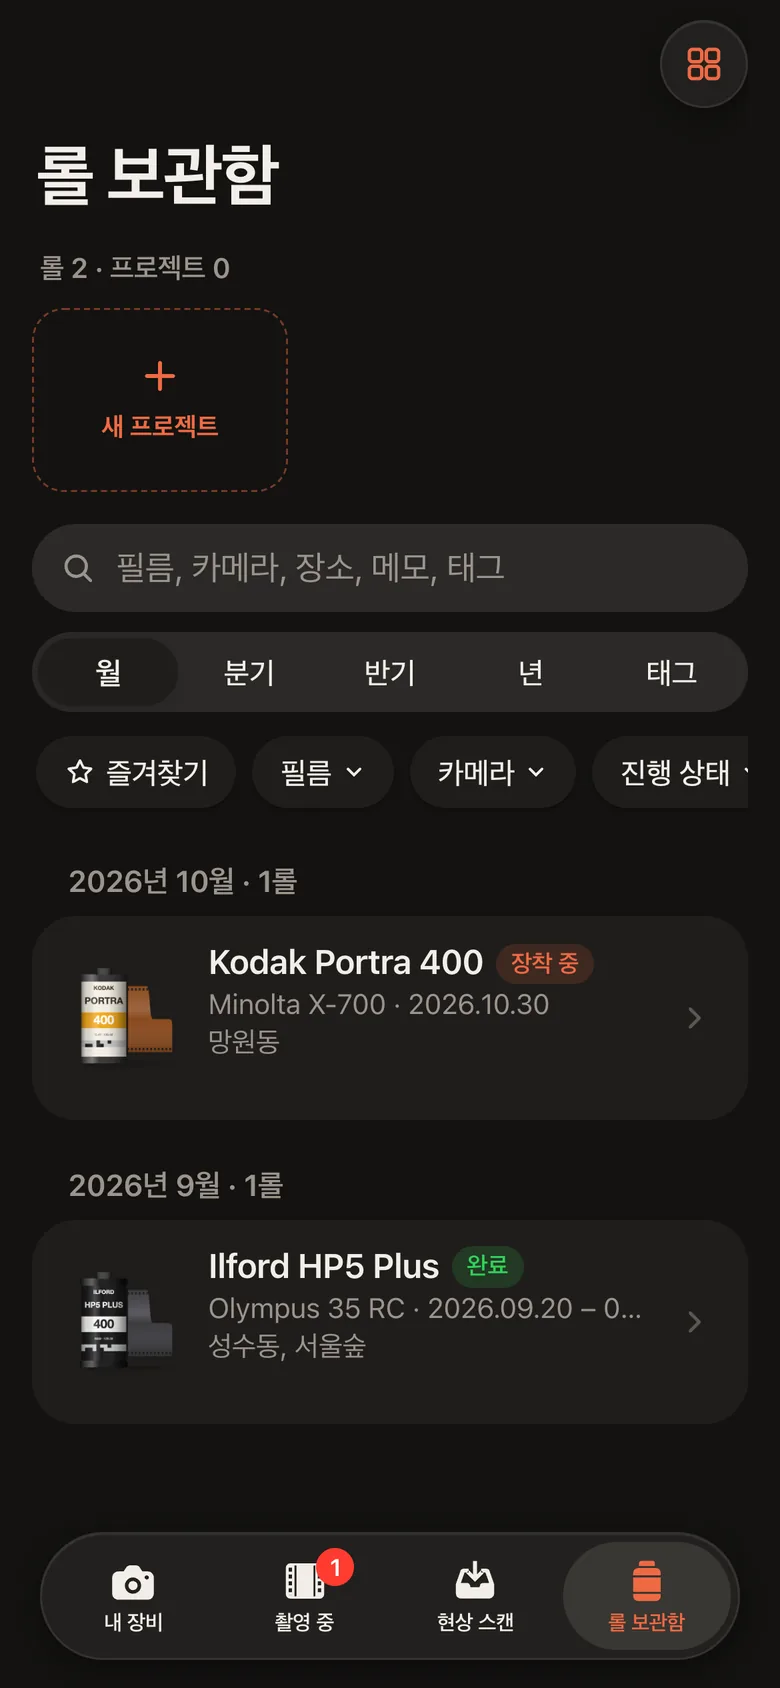 롤 보관함
롤 2 · 프로젝트 0
새 프로젝트
필름, 카메라, 장소, 메모, 태그
월 분기 반기 년 태그
즐겨찾기 필름 카메라 진행 상태
2026년 10월 · 1롤
KODAK
PORTRA
400
Kodak Portra 400 장착 중
Minolta X-700 · 2026.10.30
망원동
2026년 9월 · 1롤
ILFORD
HP5 PLUS
400
Ilford HP5 Plus 완료
Olympus 35 RC · 2026.09.20 – 0...
성수동, 서울숲
1
내 장비 촬영 중 현상 스캔 롤 보관함